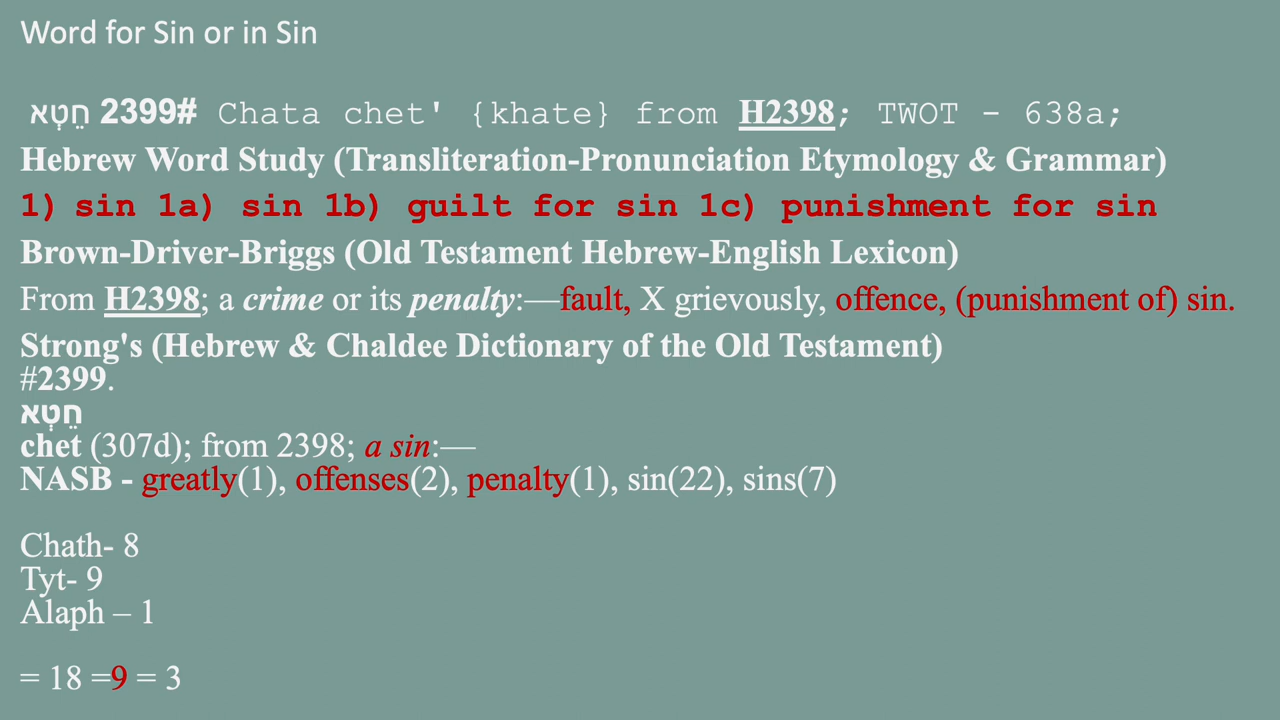 Word for Sin or in Sin
חֵטְא 2399# Chata chet' {khate} from H2398; TWOT - 638a;
Hebrew Word Study (Transliteration-Pronunciation Etymology & Grammar)
1) sin 1a) sin 1b) guilt for sin 1c) punishment for sin
Brown-Driver-Briggs (Old Testament Hebrew-English Lexicon)
From H2398; a crime or its penalty:—fault, X grievously, offence, (punishment of) sin.
Strong's (Hebrew & Chaldee Dictionary of the Old Testament)
#2399.
חֵטְא
chet (307d); from 2398; a sin:—
NASB - greatly(1), offenses(2), penalty(1), sin(22), sins(7)
Chath- 8
Tyt- 9
Alaph – 1
= 18 =9 = 3